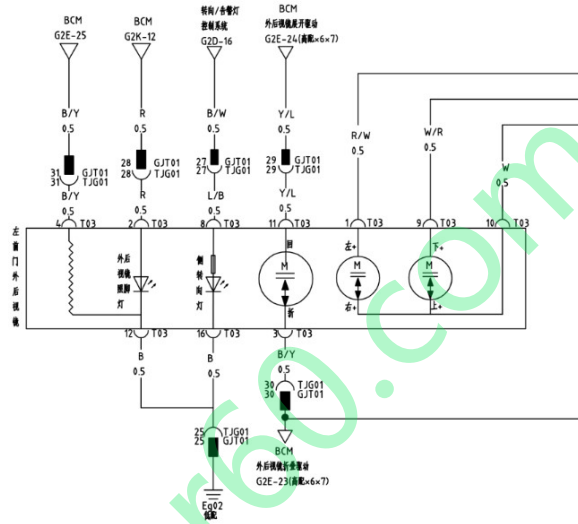 BCM
G2E-25
BCM
G2K-12
转向/告警灯
控制系统
G2D-16
BCM
外后视镜展开驱动
G2E-24(高配×6×7)
B/Y
0.5
R
0.5
B/W
0.5
Y/L
0.5
R/W
0.5
W/R
0.5
W
0.5
31 GJT01
31 TJG01
28 GJT01
28 TJG01
27 GJT01
27 TJG01
29 GJT01
29 TJG01
B/Y
0.5
R
0.5
L/B
0.5
Y/L
0.5
4 T03
2 T03
8 T03
11 T03
1 T03
9 T03
10 T03
左前门外后视镜
外后视镜照脚灯
侧转向灯
回
M
折
左+
M
右+
下+
M
上+
12 T03
16 T03
3 T03
B
0.5
B
0.5
B/Y
0.5
30 TJG01
30 GJT01
25 TJG01
25 GJT01
BCM
外后视镜折叠驱动
G2E-23(高配×6×7)
Eg02
低配
r60.com